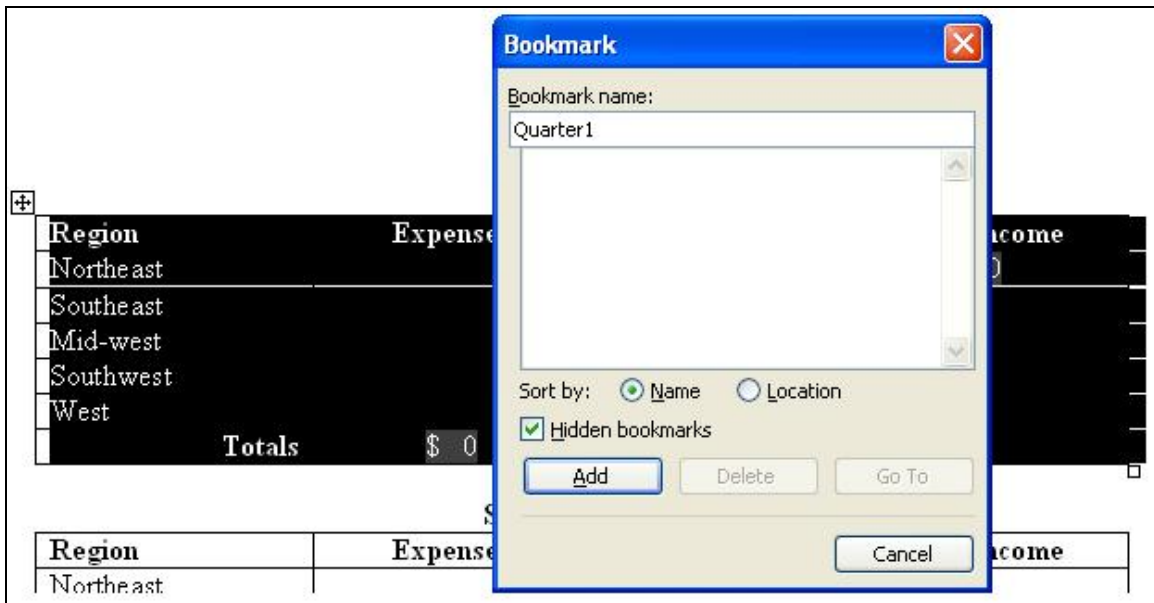 Bookmark
Bookmark name:
Quarter1
Region Expense ncome
Northeast 0
Southeast
Mid-west
Southwest
West
Totals $ 0
Sort by: Name Location
Hidden bookmarks
Add Delete Go To
S
Region Expense ncome
Cancel
Northeast